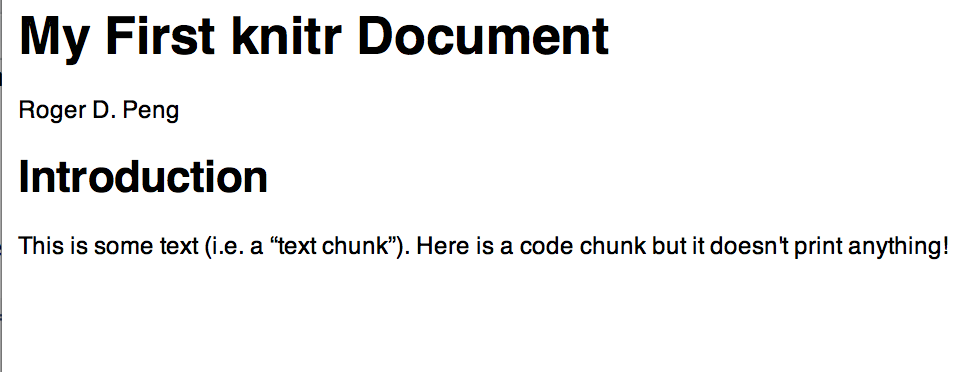 My First knitr Document
Roger D. Peng
Introduction
This is some text (i.e. a “text chunk”). Here is a code chunk but it doesn't print anything!